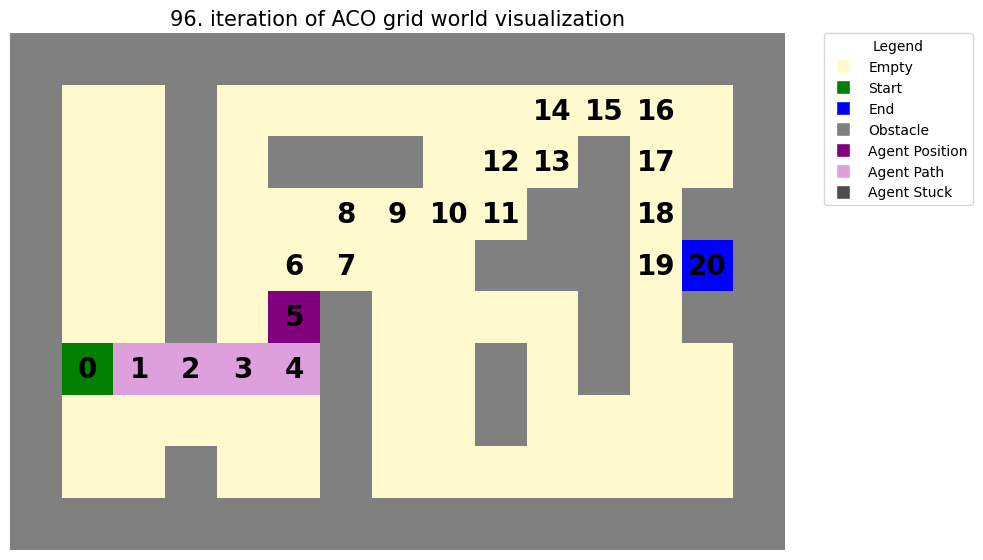 96. iteration of ACO grid world visualization
Legend
Empty
Start
End
Obstacle
Agent Position
Agent Path
Agent Stuck
14 15 16
12 13 17
8 9 10 11 18
6 7 19 20
5
0 1 2 3 4